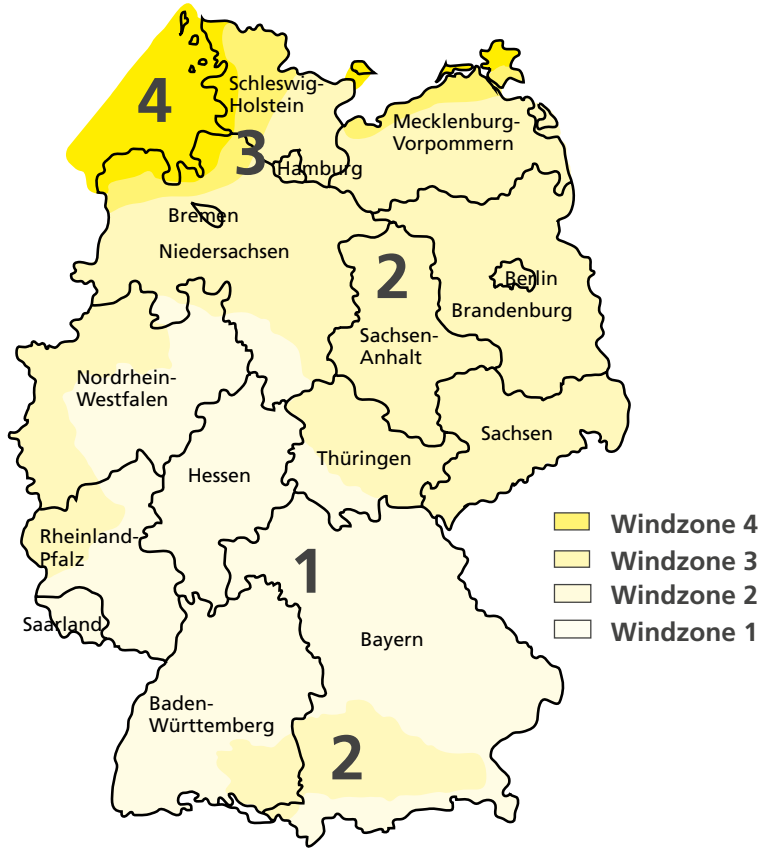 4
Schleswig-
Holstein
Mecklenburg-
Vorpommern
3
Hamburg
Bremen
Niedersachsen
2
Berlin
Brandenburg
Sachsen-
Anhalt
Nordrhein-
Westfalen
Sachsen
Thüringen
Hessen
Rheinland-
Pfalz
1
Saarland
Bayern
Baden-
Württemberg
2
Windzone 4
Windzone 3
Windzone 2
Windzone 1